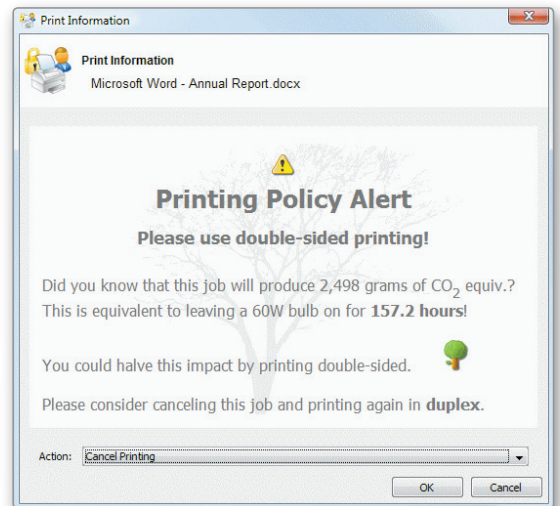 Print Information
Print Information
Microsoft Word - Annual Report.docx
Printing Policy Alert
Please use double-sided printing!
Did you know that this job will produce 2,498 grams of CO₂ equiv.?
This is equivalent to leaving a 60W bulb on for 157.2 hours!
You could halve this impact by printing double-sided.
Please consider canceling this job and printing again in duplex.
Action: Cancel Printing
OK Cancel